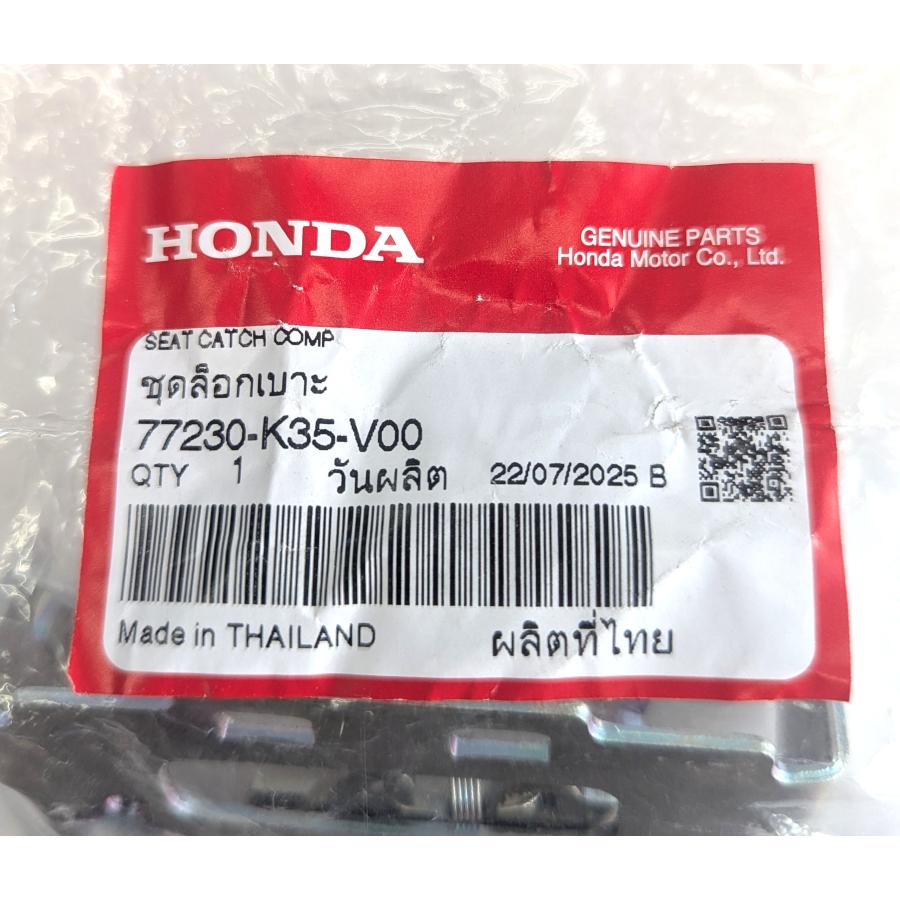 HONDA
GENUINE PARTS
Honda Motor Co., Ltd.
SEAT CATCH COMP
ชุดล็อกเบาะ
77230-K35-V00
QTY 1 วันผลิต 22/07/2025 B
Made in THAILAND ผลิตที่ไทย